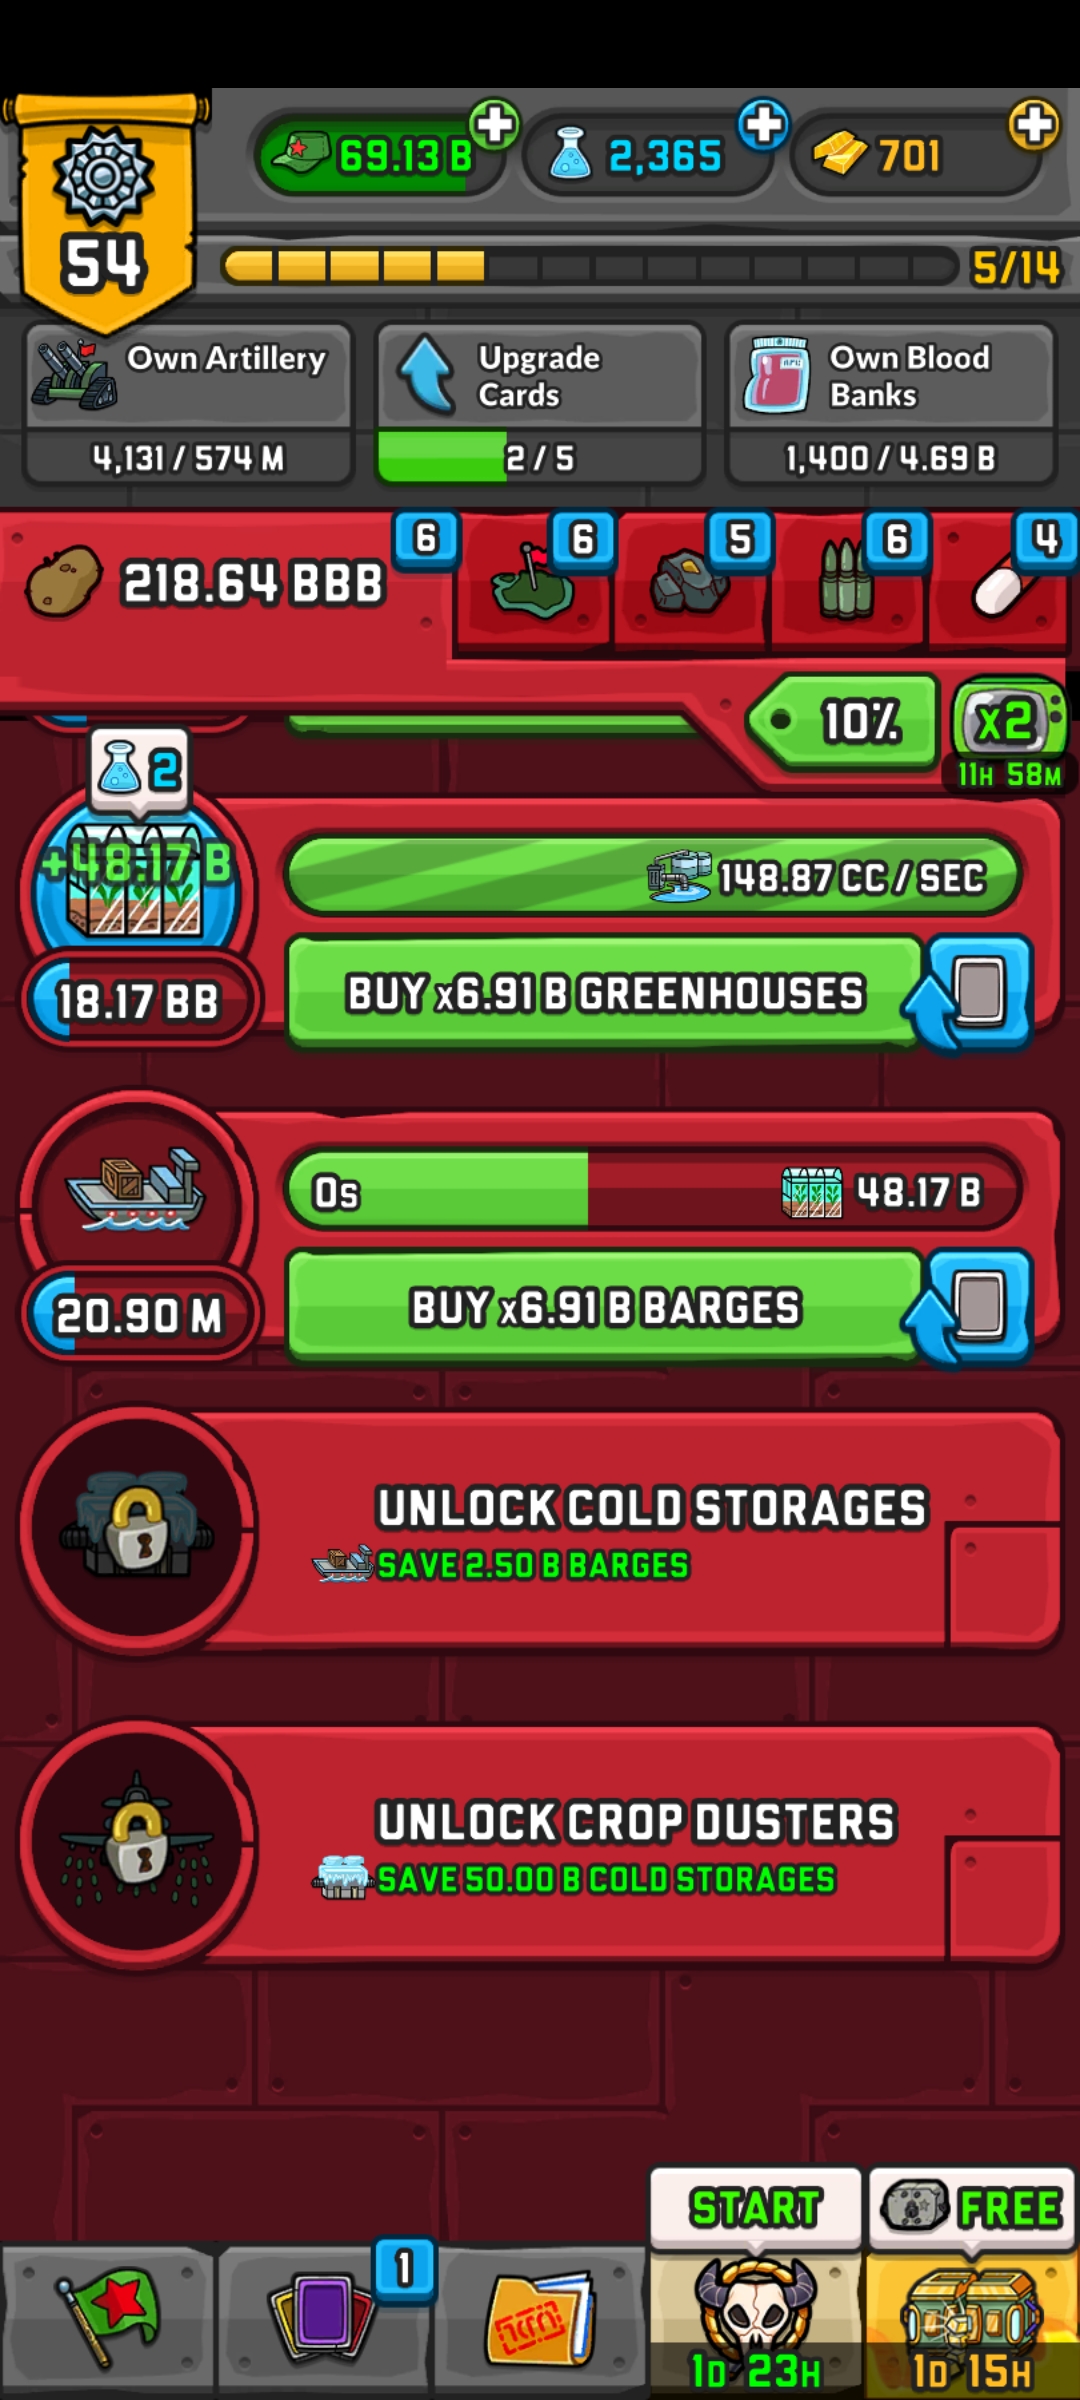 69.13 B
2,365
701
54
5/14
Own Artillery
4,131 / 574 M
Upgrade
Cards
2 / 5
Own Blood
Banks
1,400 / 4.69 B
218.64 BBB
6
6
5
6
4
10%
x2
11H 58M
2
+48.17 B
148.87 CC / SEC
18.17 BB
BUY x6.91 B GREENHOUSES
0s
48.17 B
20.90 M
BUY x6.91 B BARGES
UNLOCK COLD STORAGES
SAVE 2.50 B BARGES
UNLOCK CROP DUSTERS
SAVE 50.00 B COLD STORAGES
START
FREE
1
1D 23H
1D 15H